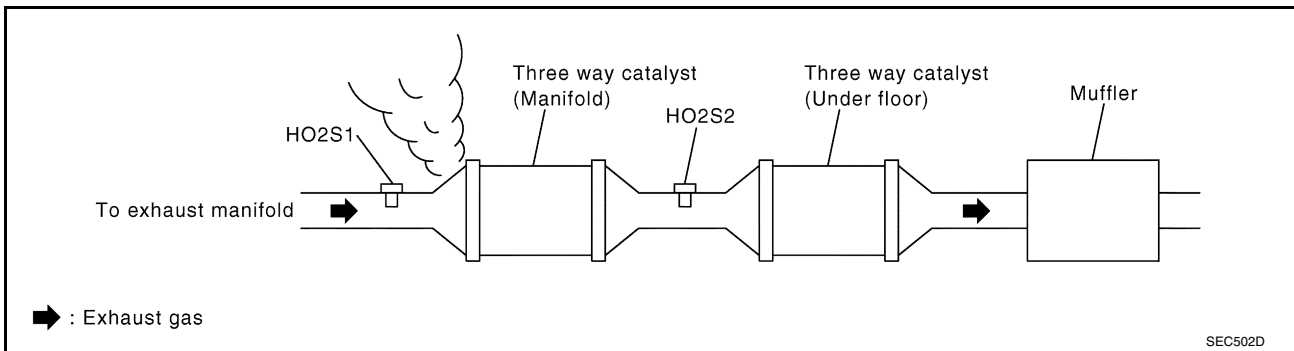 Three way catalyst
(Manifold)
Three way catalyst
(Under floor)
Muffler
HO2S1
HO2S2
To exhaust manifold
: Exhaust gas
SEC502D